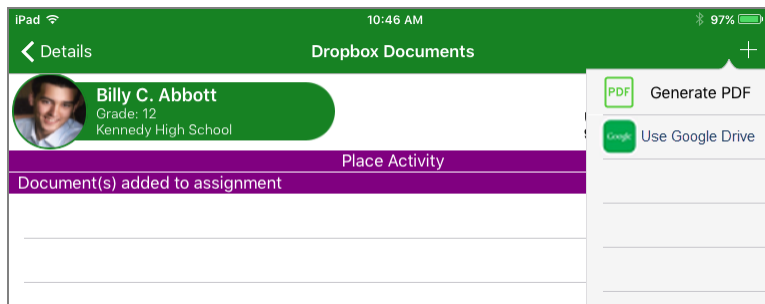 iPad 10:46 AM 97%
Details Dropbox Documents
PDF Generate PDF
Google Use Google Drive
Billy C. Abbott
Grade: 12
Kennedy High School
Place Activity
Document(s) added to assignment